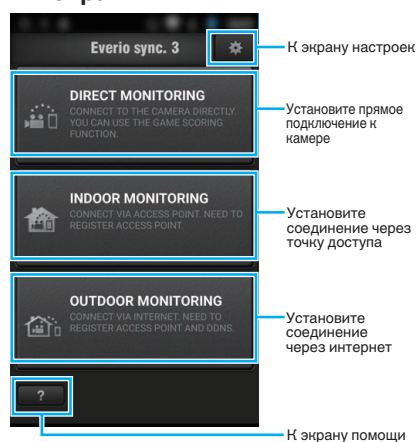 Everio sync. 3
К экрану настроек
DIRECT MONITORING
CONNECT TO THE CAMERA DIRECTLY.
YOU CAN USE THE GAME SCORING
FUNCTION.
Установите прямое
подключение к
камере
INDOOR MONITORING
CONNECT VIA ACCESS POINT. NEED TO
REGISTER ACCESS POINT.
Установите
соединение через
точку доступа
OUTDOOR MONITORING
CONNECT VIA INTERNET. NEED TO
REGISTER ACCESS POINT AND DDNS.
Установите
соединение
через интернет
?
К экрану помощи